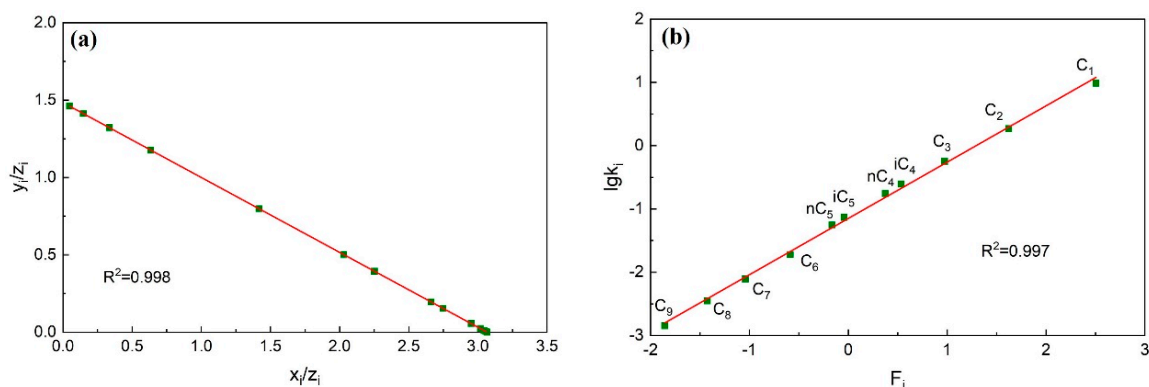 (a)
2.0
1.5
1.0
0.5
0.0
yᵢ/zᵢ
R²=0.998
0.0 0.5 1.0 1.5 2.0 2.5 3.0 3.5
xᵢ/zᵢ
(b)
2
1
0
-1
-2
-3
lgkᵢ
C₁
C₂
C₃
iC₄
nC₄
iC₅
nC₅
C₆
C₇
C₈
C₉
R²=0.997
-2 -1 0 1 2 3
Fᵢ